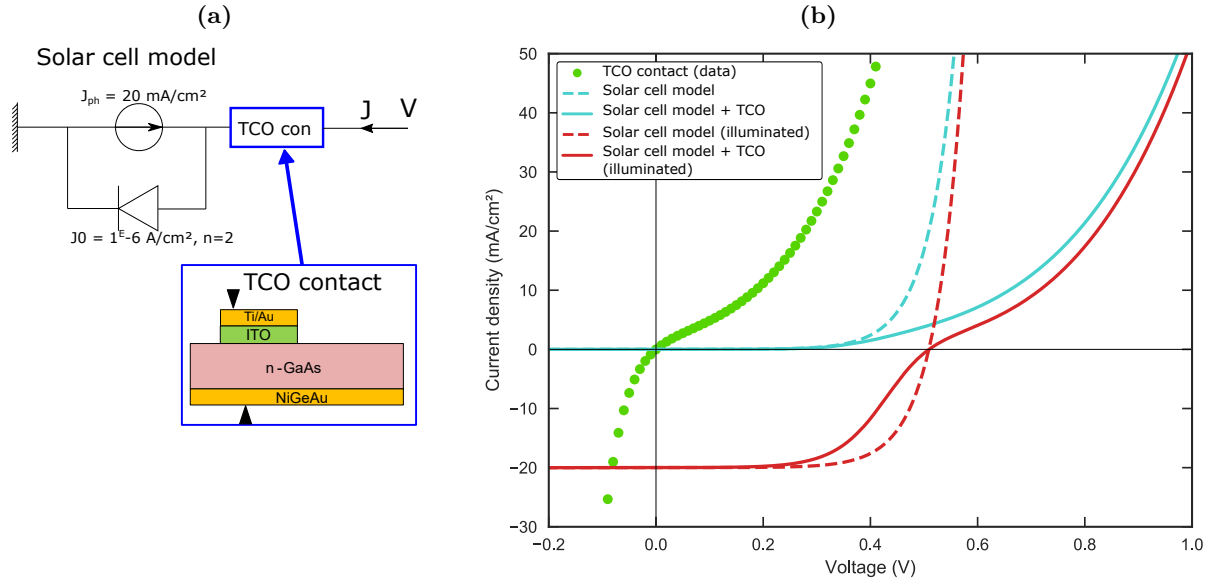 (a)
Solar cell model
J_ph = 20 mA/cm²
TCO con
J
V
J0 = 1^E-6 A/cm², n=2
TCO contact
Ti/Au
ITO
n-GaAs
NiGeAu
(b)
TCO contact (data)
Solar cell model
Solar cell model + TCO
Solar cell model (illuminated)
Solar cell model + TCO
(illuminated)
Current density (mA/cm²)
50
40
30
20
10
0
−10
−20
−30
−0.2
0.0
0.2
0.4
0.6
0.8
1.0
Voltage (V)